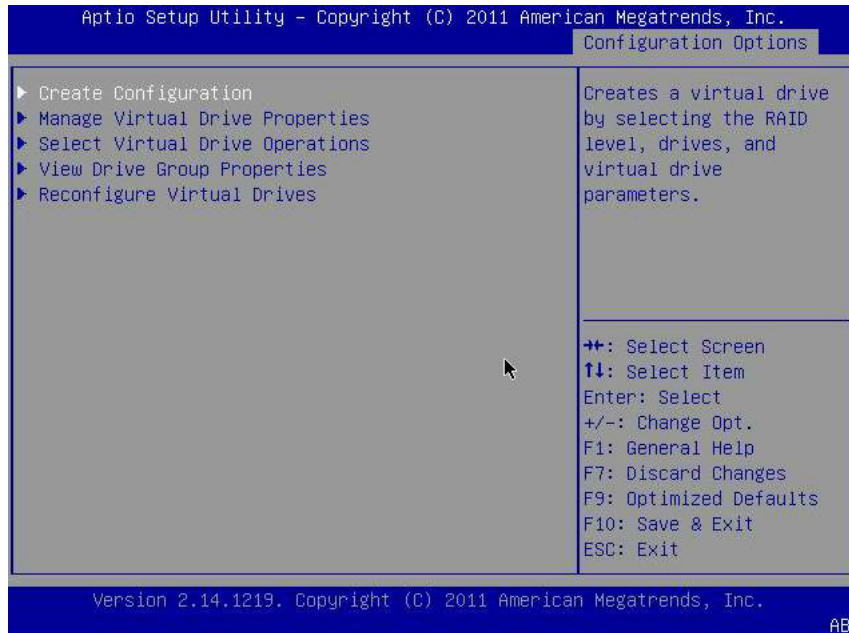 Aptio Setup Utility – Copyright (C) 2011 American Megatrends, Inc.
Configuration Options
Create Configuration
Manage Virtual Drive Properties
Select Virtual Drive Operations
View Drive Group Properties
Reconfigure Virtual Drives
Creates a virtual drive
by selecting the RAID
level, drives, and
virtual drive
parameters.
→←: Select Screen
↑↓: Select Item
Enter: Select
+/-: Change Opt.
F1: General Help
F7: Discard Changes
F9: Optimized Defaults
F10: Save & Exit
ESC: Exit
Version 2.14.1219. Copyright (C) 2011 American Megatrends, Inc.
AB